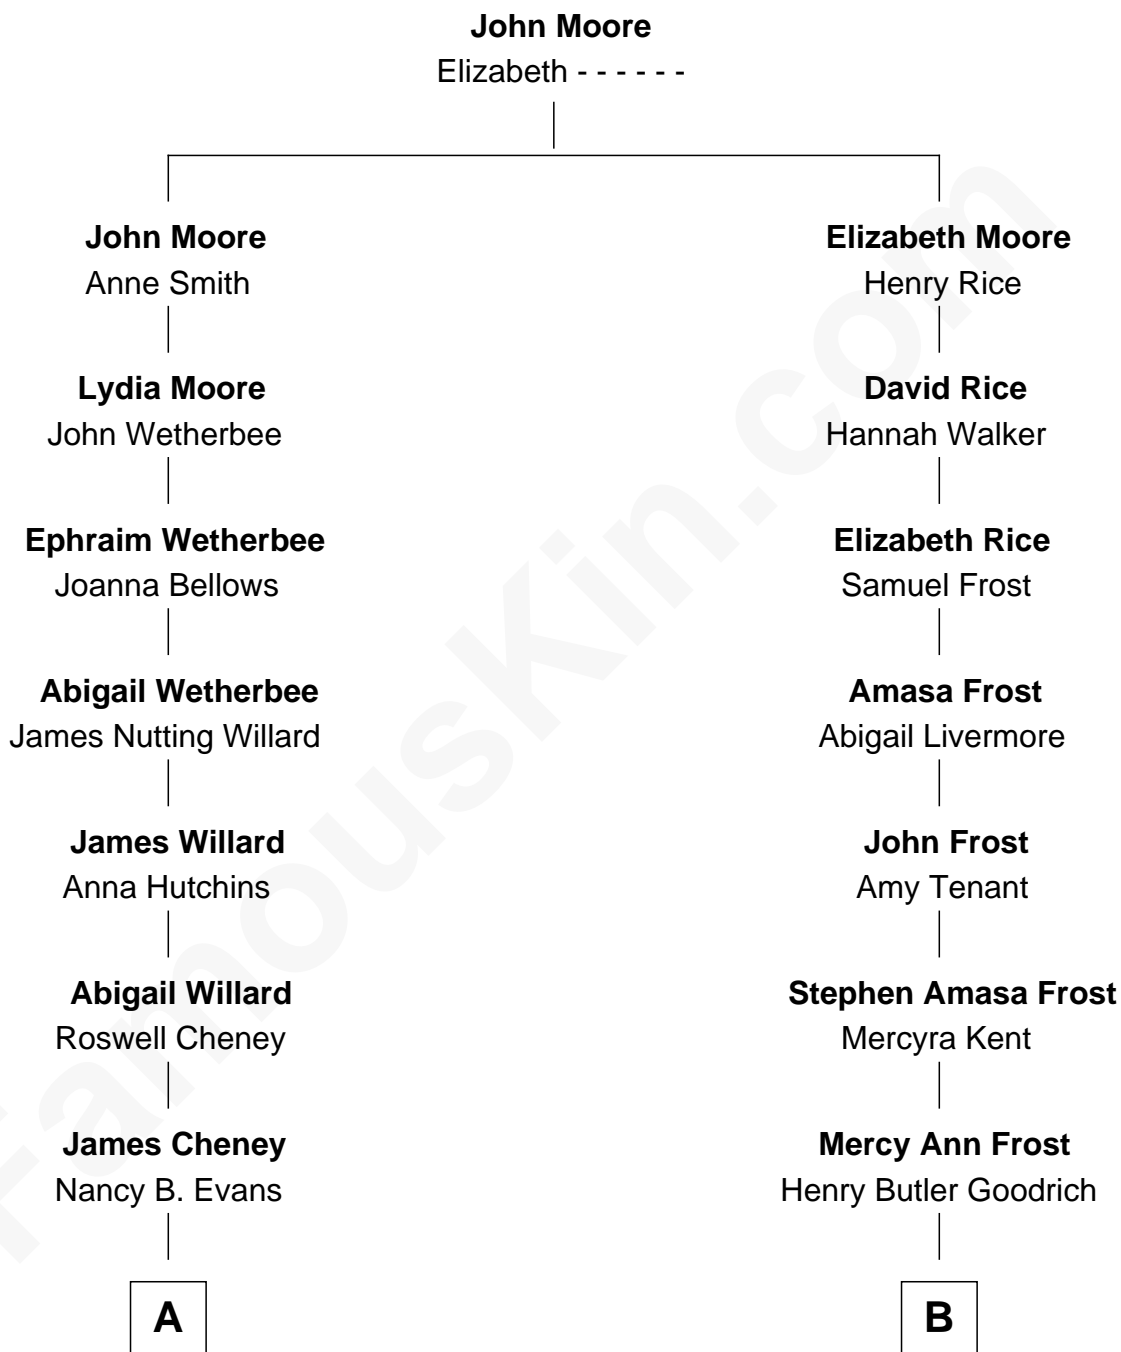 John Moore
Elizabeth - - - - - -
John Moore
Anne Smith
Elizabeth Moore
Henry Rice
Lydia Moore
John Wetherbee
David Rice
Hannah Walker
Ephraim Wetherbee
Joanna Bellows
Elizabeth Rice
Samuel Frost
Abigail Wetherbee
James Nutting Willard
Amasa Frost
Abigail Livermore
James Willard
Anna Hutchins
John Frost
Amy Tenant
Abigail Willard
Roswell Cheney
Stephen Amasa Frost
Mercyra Kent
James Cheney
Nancy B. Evans
Mercy Ann Frost
Henry Butler Goodrich
A
B
FamousKin.com